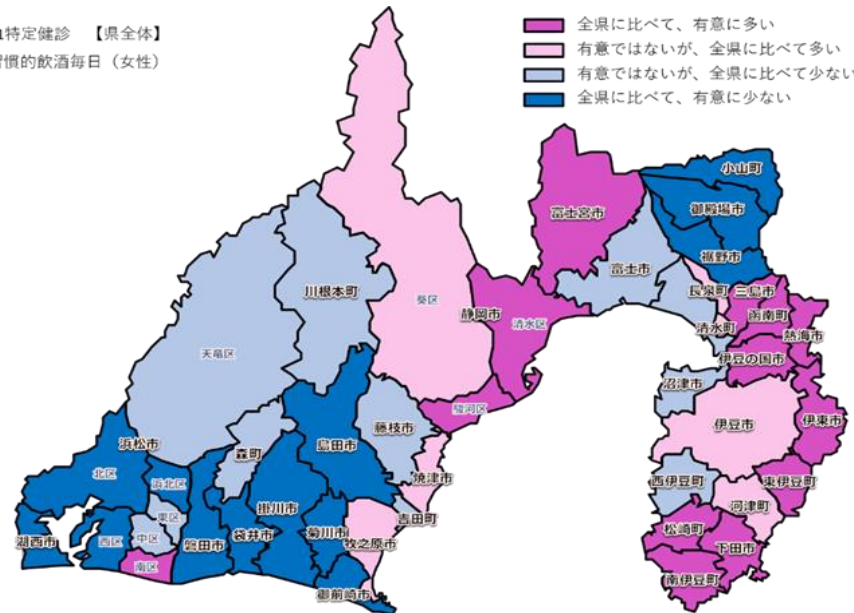 特定健診 【県全体】
習慣的飲酒毎日（女性）
全県に比べて、有意に多い
有意ではないが、全県に比べて多い
有意ではないが、全県に比べて少ない
全県に比べて、有意に少ない
小山町
御殿場市
富士宮市
裾野市
富士市
長泉町
三島市
川根本町
葵区
静岡市
清水区
清水町
函南町
熱海市
天竜区
伊豆の国市
沼津市
駿河区
伊東市
藤枝市
伊豆市
浜松市
島田市
森町
焼津市
北区
浜北区
西伊豆町
東伊豆町
河津町
掛川市
吉田町
東区
松崎町
湖西市
西区
中区
磐田市
袋井市
菊川市
牧之原市
下田市
南区
南伊豆町
御前崎市